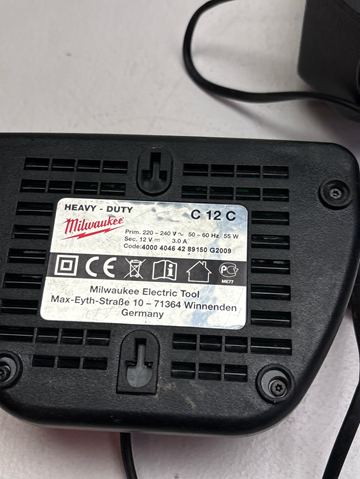 HEAVY - DUTY
C 12 C
Milwaukee
Prim. 220 – 240 V ~ 50 – 60 Hz 55 W
Sec. 12 V ⎓ 3.0 A
Code 4000 4046 42 89150 G2009
CE
ME77
Milwaukee Electric Tool
Max-Eyth-Straße 10 – 71364 Winnenden
Germany